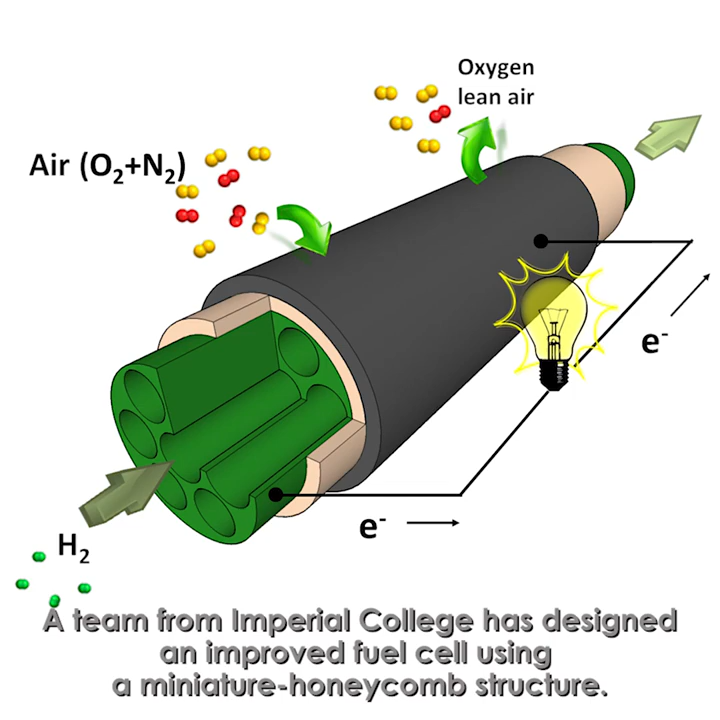 Oxygen
lean air
Air (O₂+N₂)
e⁻
e⁻
H₂
A team from Imperial College has designed
an improved fuel cell using
a miniature-honeycomb structure.